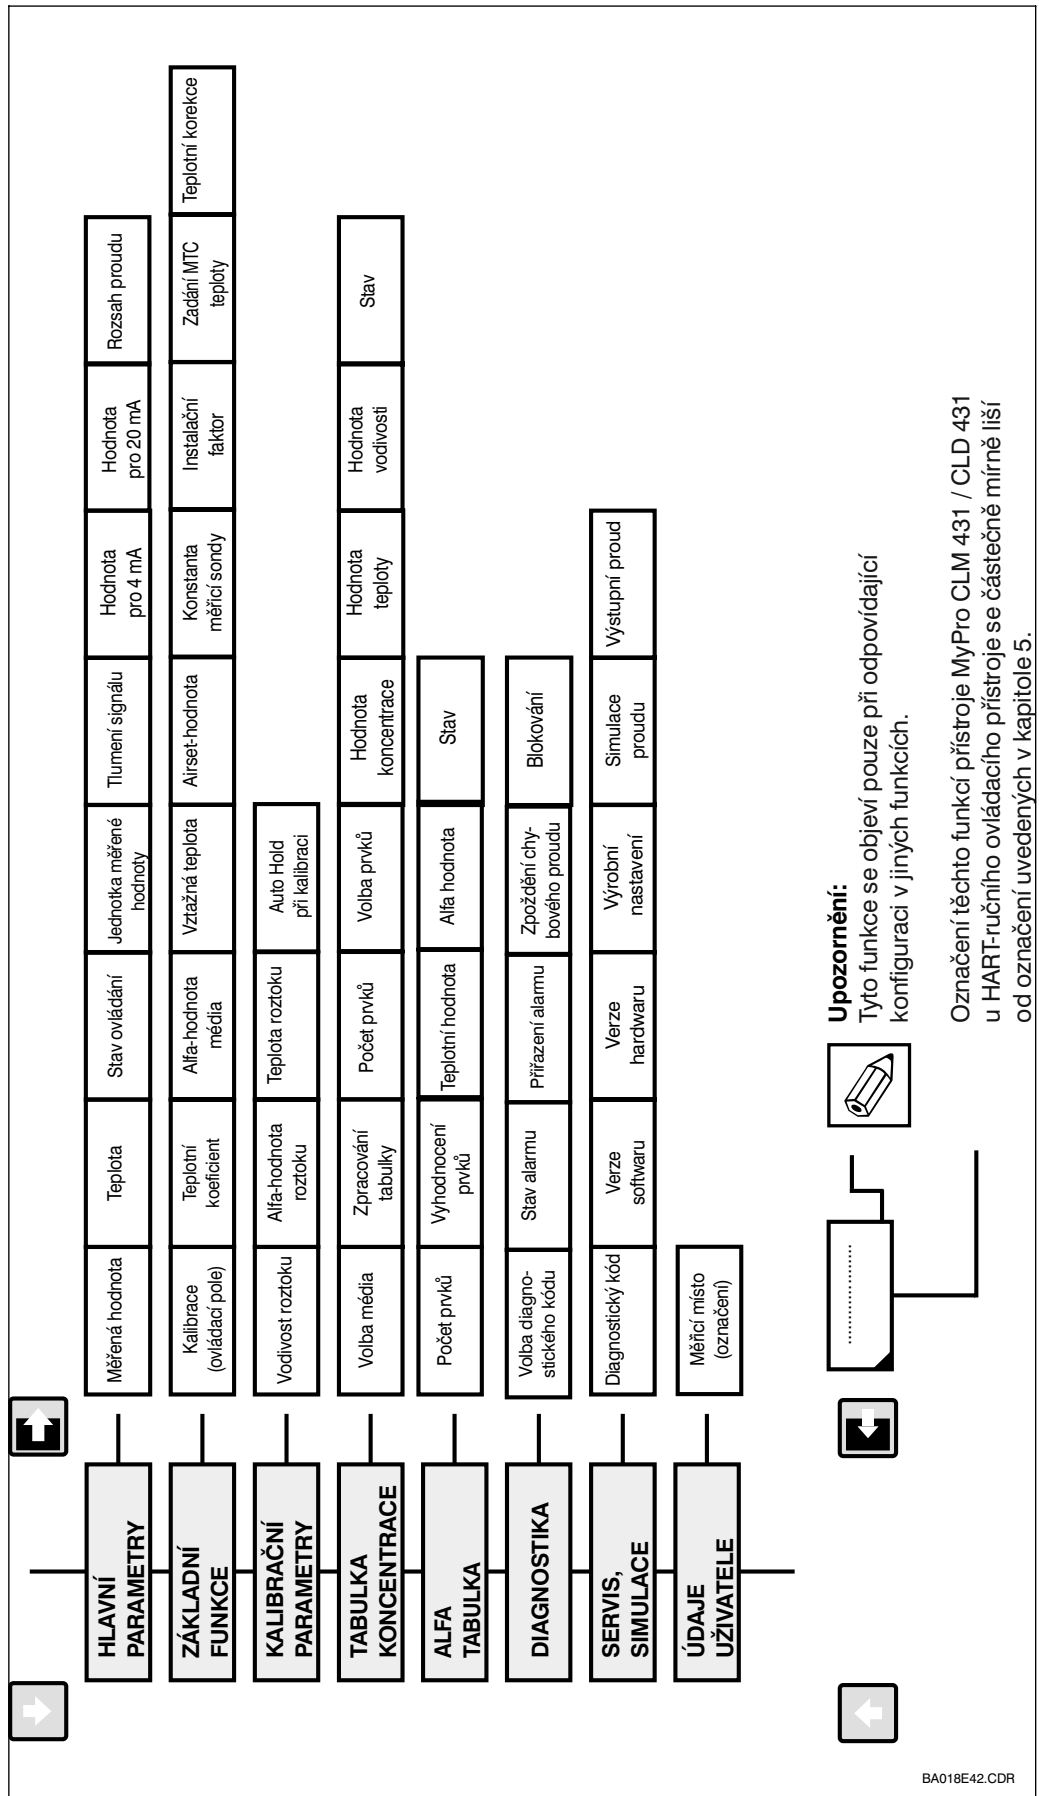 HLAVNÍ
PARAMETRY
Měřená hodnota
Teplota
Stav ovládání
Jednotka měřené
hodnoty
Tlumení signálu
Hodnota
pro 4 mA
Hodnota
pro 20 mA
Rozsah proudu
ZÁKLADNÍ
FUNKCE
Kalibrace
(ovládací pole)
Teplotní
koeficient
Alfa-hodnota
média
Vztažná teplota
Airset-hodnota
Konstanta
měřicí sondy
Instalační
faktor
Zadání MTC
teploty
Teplotní korekce
KALIBRAČNÍ
PARAMETRY
Vodivost roztoku
Alfa-hodnota
roztoku
Teplota roztoku
Auto Hold
při kalibraci
TABULKA
KONCENTRACE
Volba média
Zpracování
tabulky
Počet prvků
Volba prvků
Hodnota
koncentrace
Hodnota
teploty
Hodnota
vodivosti
Stav
ALFA
TABULKA
Počet prvků
Vyhodnocení
prvků
Teplotní hodnota
Alfa hodnota
Stav
DIAGNOSTIKA
Volba diagno-
stického kódu
Stav alarmu
Přiřazení alarmu
Zpoždění chy-
bového proudu
Blokování
SERVIS,
SIMULACE
Diagnostický kód
Verze
softwaru
Verze
hardwaru
Výrobní
nastavení
Simulace
proudu
Výstupní proud
ÚDAJE
UŽIVATELE
Měřicí místo
(označení)
....................
Upozornění:
Tyto funkce se objeví pouze při odpovídající
konfiguraci v jiných funkcích.
Označení těchto funkcí přístroje MyPro CLM 431 / CLD 431
u HART-ručního ovládacího přístroje se částečně mírně liší
od označení uvedených v kapitole 5.
BA018E42.CDR